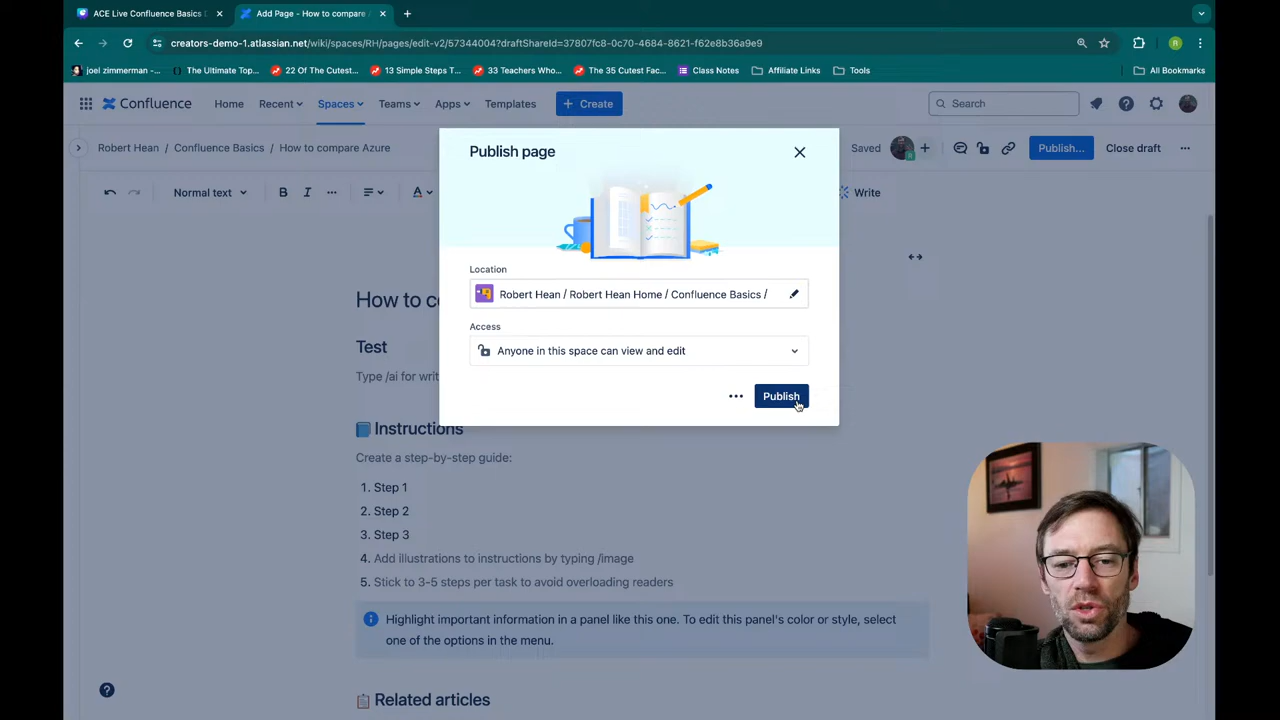 ACE Live Confluence Basics
Add Page - How to compare
creators-demo-1.atlassian.net/wiki/spaces/RH/pages/edit-v2/57344004?draftShareId=37807fc8-0c70-4684-8621-f62e8b36a9e9
joel zimmerman -...
The Ultimate Top...
22 Of The Cutest...
13 Simple Steps T...
33 Teachers Who...
The 35 Cutest Fac...
Class Notes
Affiliate Links
Tools
All Bookmarks
Confluence
Home
Recent
Spaces
Teams
Apps
Templates
+ Create
Search
Robert Hean / Confluence Basics / How to compare Azure
Saved
Publish...
Close draft
Normal text
B
I
A
Write
Publish page
Location
Robert Hean / Robert Hean Home / Confluence Basics /
Access
Anyone in this space can view and edit
Publish
How to c
Test
Type /ai for writ
Instructions
Create a step-by-step guide:
1. Step 1
2. Step 2
3. Step 3
4. Add illustrations to instructions by typing /image
5. Stick to 3-5 steps per task to avoid overloading readers
Highlight important information in a panel like this one. To edit this panel's color or style, select
one of the options in the menu.
Related articles